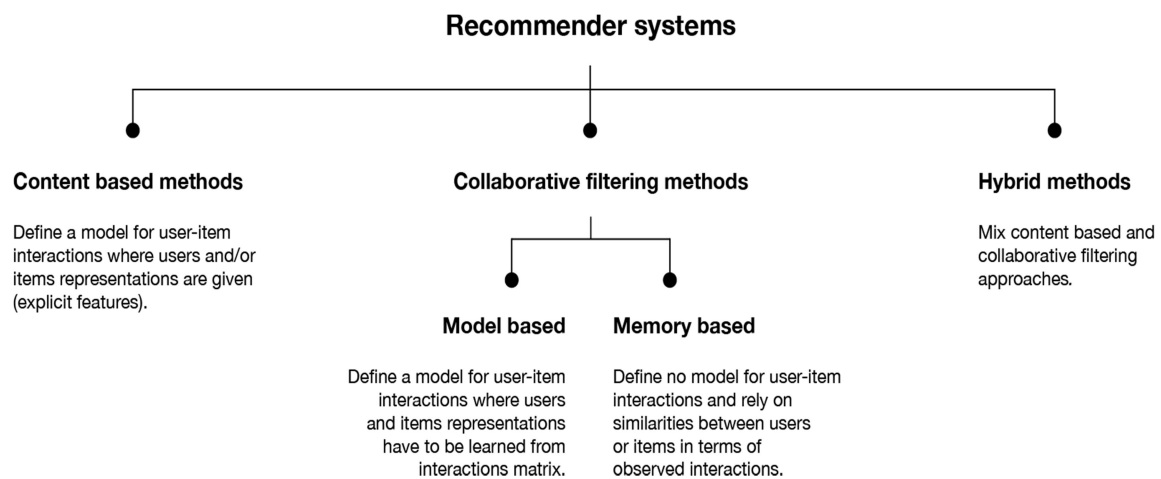 Recommender systems
Content based methods
Define a model for user-item
interactions where users and/or
items representations are given
(explicit features).
Collaborative filtering methods
Model based
Define a model for user-item
interactions where users
and items representations
have to be learned from
interactions matrix.
Memory based
Define no model for user-item
interactions and rely on
similarities between users
or items in terms of
observed interactions.
Hybrid methods
Mix content based and
collaborative filtering
approaches.